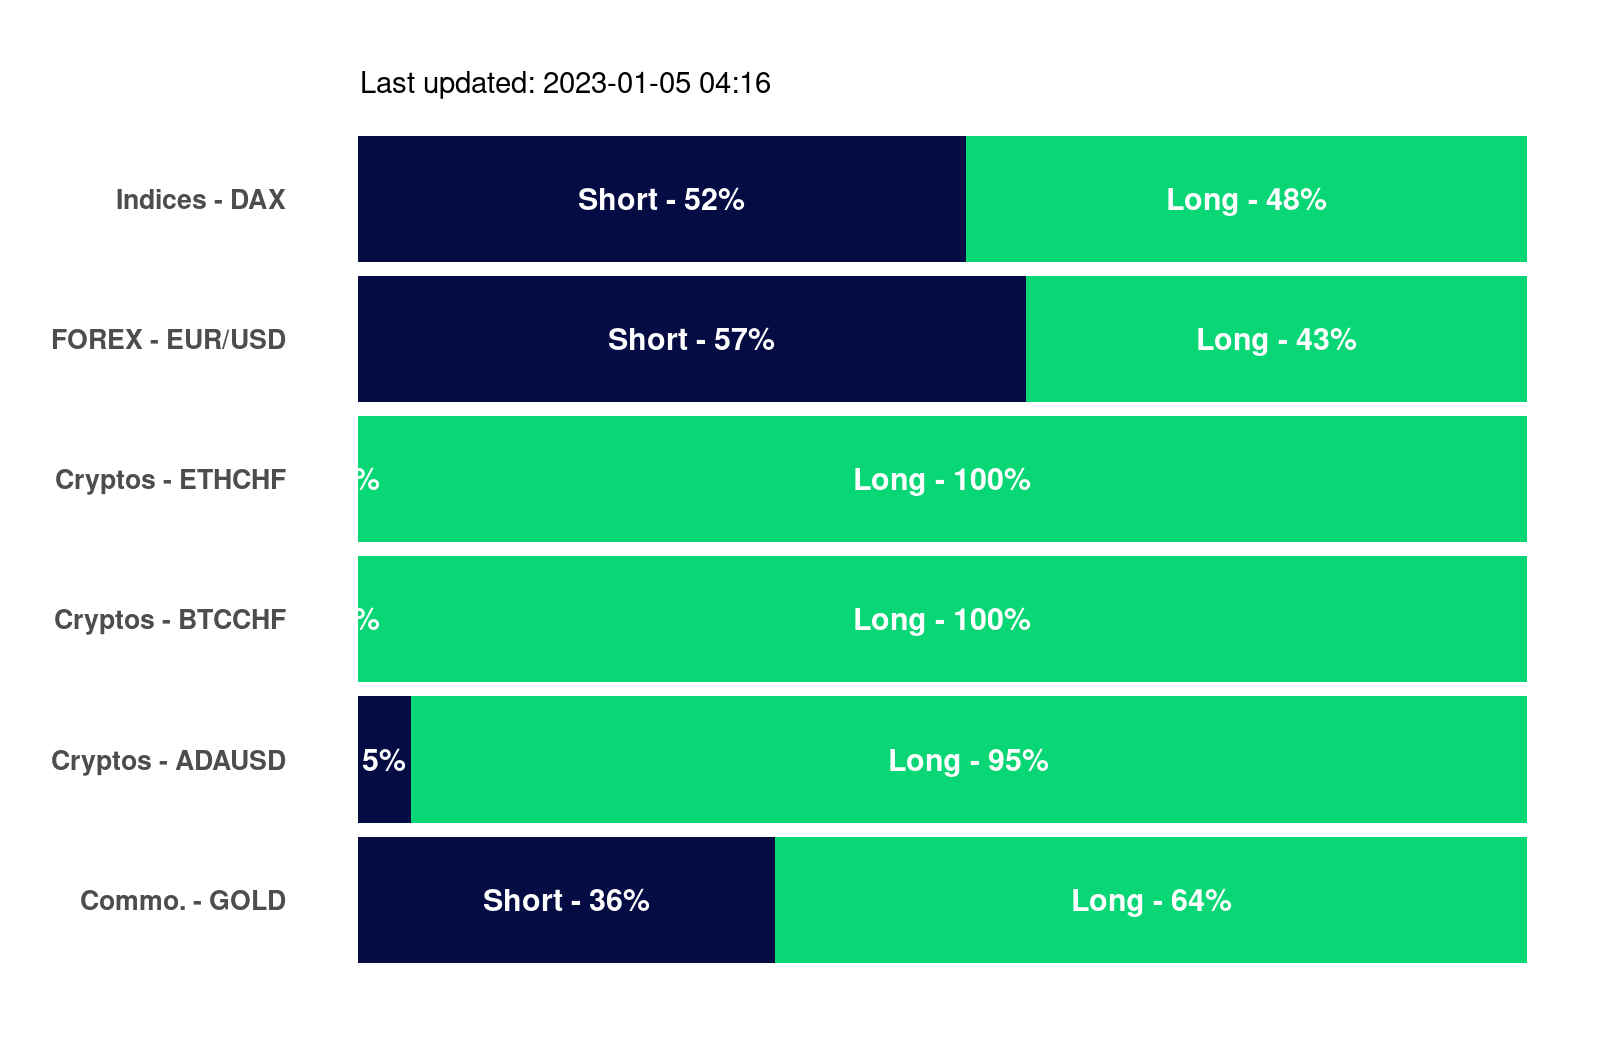 Last updated: 2023-01-05 04:16
Indices - DAX Short - 52% Long - 48%
FOREX - EUR/USD Short - 57% Long - 43%
Cryptos - ETHCHF % Long - 100%
Cryptos - BTCCHF % Long - 100%
Cryptos - ADAUSD 5% Long - 95%
Commo. - GOLD Short - 36% Long - 64%